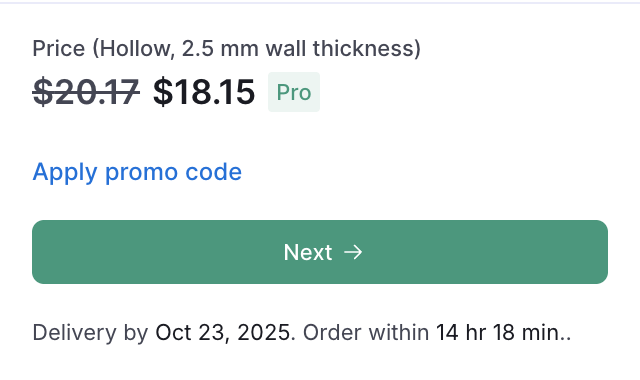 Price (Hollow, 2.5 mm wall thickness)
$20.17 $18.15 Pro
Apply promo code
Next →
Delivery by Oct 23, 2025. Order within 14 hr 18 min..